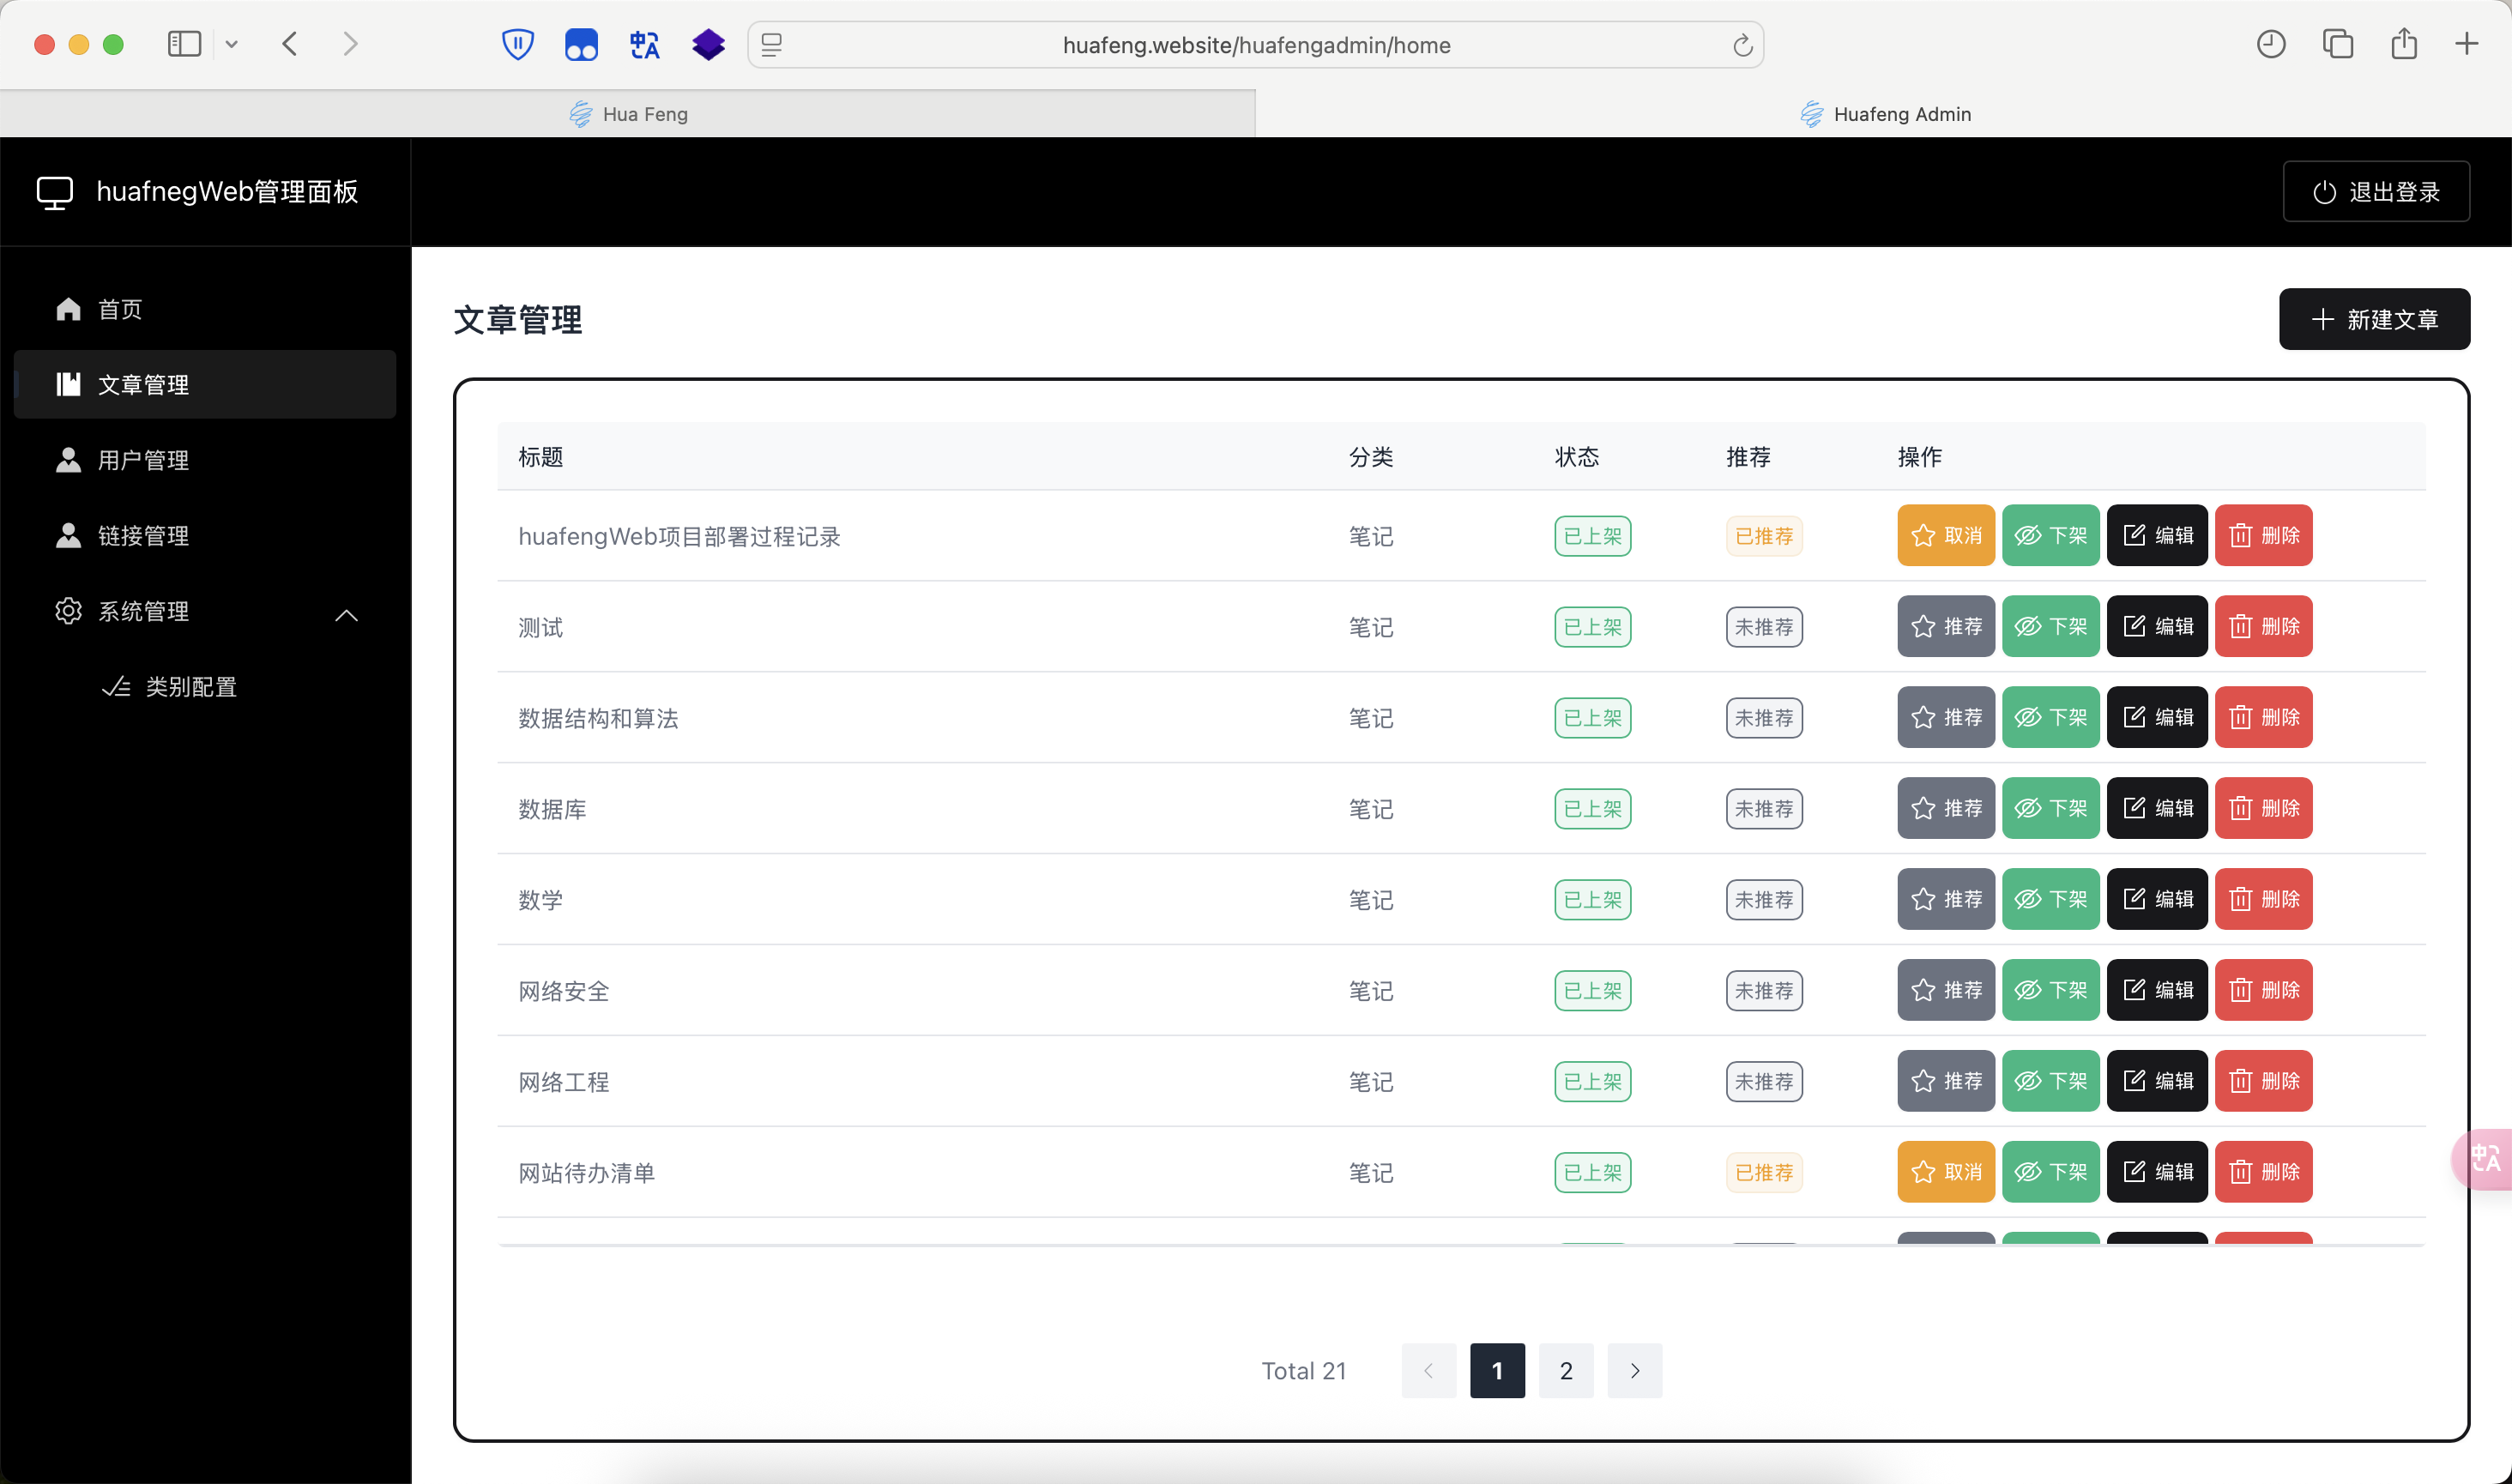 huafeng.website/huafengadmin/home
Hua Feng
Huafeng Admin
huafnegWeb管理面板
退出登录
首页
文章管理
用户管理
链接管理
系统管理
类别配置
文章管理
新建文章
标题 分类 状态 推荐 操作
huafengWeb项目部署过程记录 笔记 已上架 已推荐 取消 下架 编辑 删除
测试 笔记 已上架 未推荐 推荐 下架 编辑 删除
数据结构和算法 笔记 已上架 未推荐 推荐 下架 编辑 删除
数据库 笔记 已上架 未推荐 推荐 下架 编辑 删除
数学 笔记 已上架 未推荐 推荐 下架 编辑 删除
网络安全 笔记 已上架 未推荐 推荐 下架 编辑 删除
网络工程 笔记 已上架 未推荐 推荐 下架 编辑 删除
网站待办清单 笔记 已上架 已推荐 取消 下架 编辑 删除
Total 21 1 2